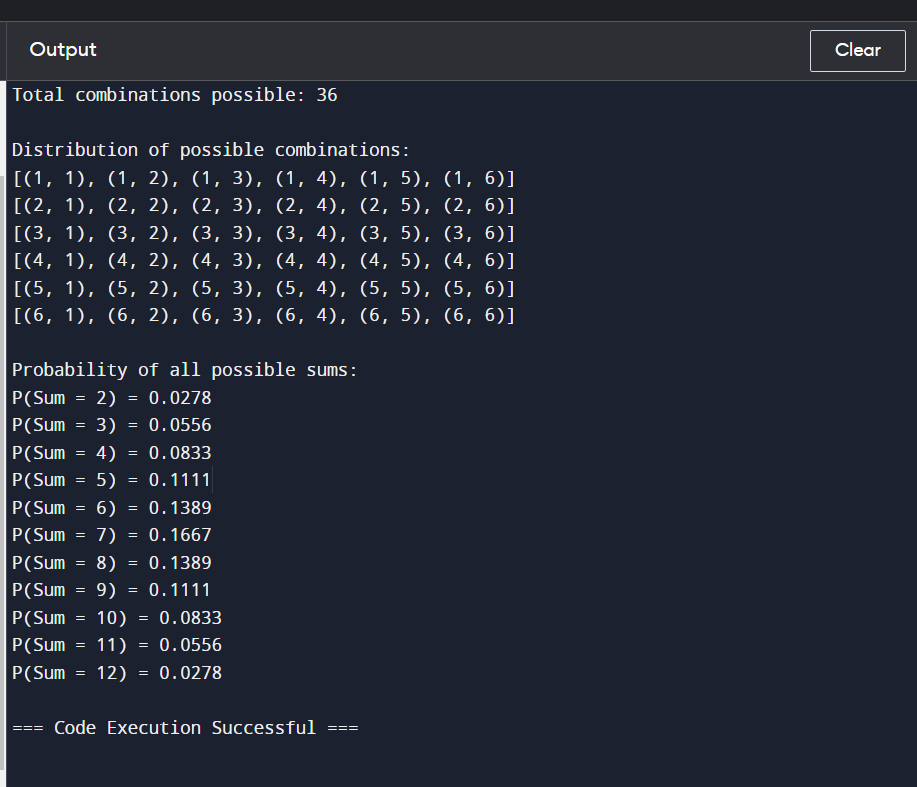 Output
Clear
Total combinations possible: 36
Distribution of possible combinations:
[(1, 1), (1, 2), (1, 3), (1, 4), (1, 5), (1, 6)]
[(2, 1), (2, 2), (2, 3), (2, 4), (2, 5), (2, 6)]
[(3, 1), (3, 2), (3, 3), (3, 4), (3, 5), (3, 6)]
[(4, 1), (4, 2), (4, 3), (4, 4), (4, 5), (4, 6)]
[(5, 1), (5, 2), (5, 3), (5, 4), (5, 5), (5, 6)]
[(6, 1), (6, 2), (6, 3), (6, 4), (6, 5), (6, 6)]
Probability of all possible sums:
P(Sum = 2) = 0.0278
P(Sum = 3) = 0.0556
P(Sum = 4) = 0.0833
P(Sum = 5) = 0.1111
P(Sum = 6) = 0.1389
P(Sum = 7) = 0.1667
P(Sum = 8) = 0.1389
P(Sum = 9) = 0.1111
P(Sum = 10) = 0.0833
P(Sum = 11) = 0.0556
P(Sum = 12) = 0.0278
=== Code Execution Successful ===